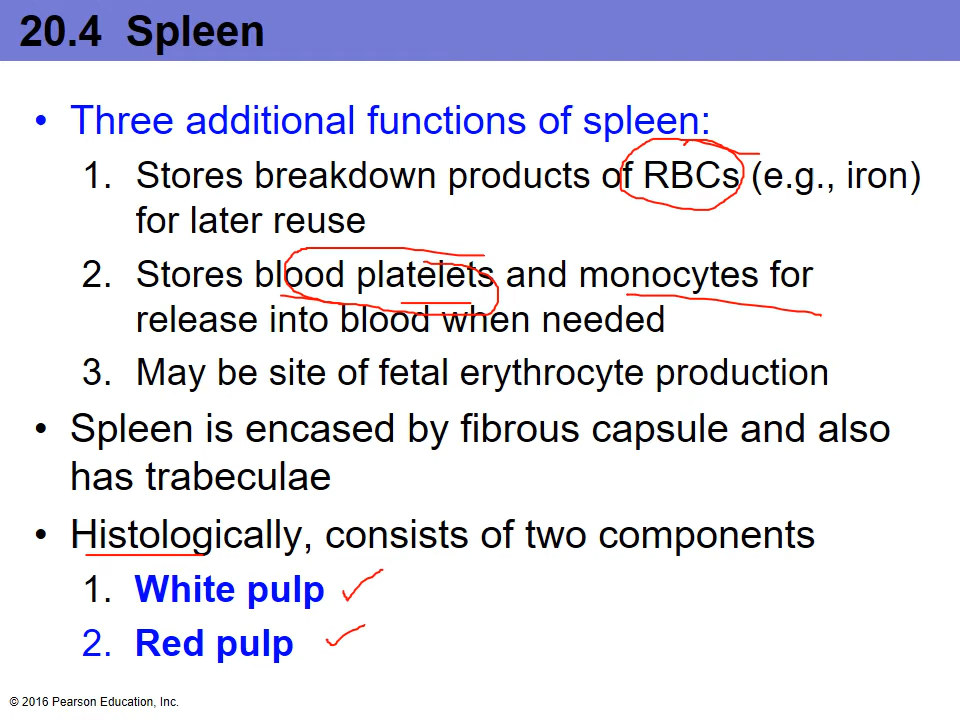 20.4 Spleen
• Three additional functions of spleen:
1. Stores breakdown products of RBCs (e.g., iron)
for later reuse
2. Stores blood platelets and monocytes for
release into blood when needed
3. May be site of fetal erythrocyte production
• Spleen is encased by fibrous capsule and also
has trabeculae
• Histologically, consists of two components
1. White pulp
2. Red pulp
© 2016 Pearson Education, Inc.